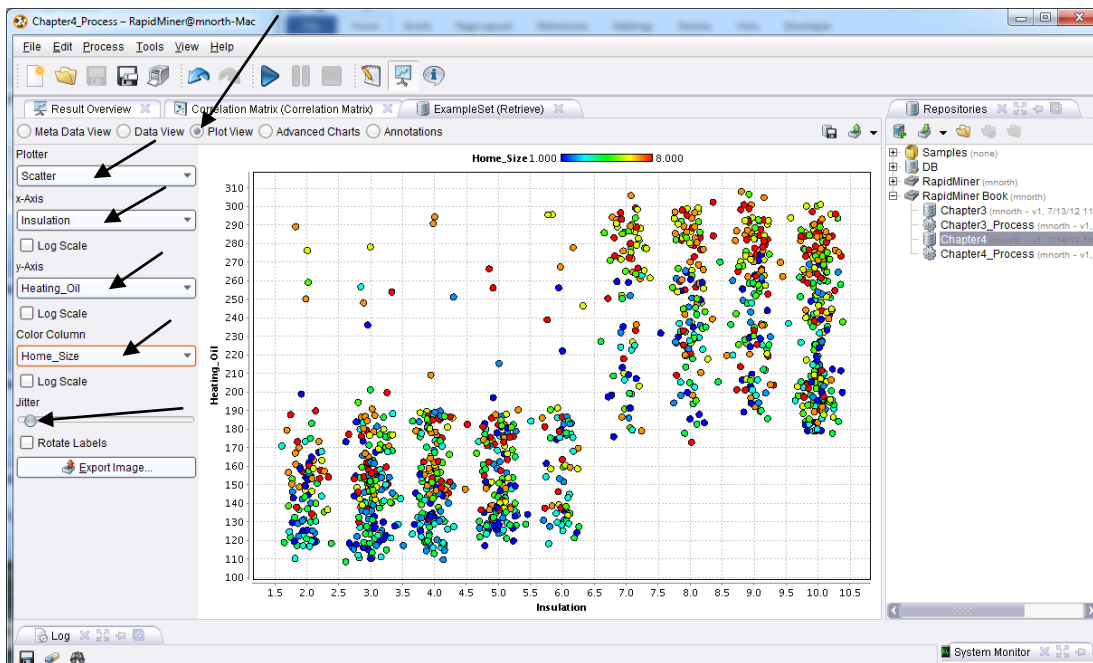 Chapter4_Process – RapidMiner@mnorth-Mac
File Edit Process Tools View Help
Result Overview
Correlation Matrix (Correlation Matrix)
ExampleSet (Retrieve)
Repositories
Meta Data View Data View Plot View Advanced Charts Annotations
Plotter
Scatter
x-Axis
Insulation
Log Scale
y-Axis
Heating_Oil
Log Scale
Color Column
Home_Size
Log Scale
Jitter
Rotate Labels
Export Image...
Home_Size 1.000 8.000
Heating_Oil
310
300
290
280
270
260
250
240
230
220
210
200
190
180
170
160
150
140
130
120
110
100
1.5 2.0 2.5 3.0 3.5 4.0 4.5 5.0 5.5 6.0 6.5 7.0 7.5 8.0 8.5 9.0 9.5 10.0 10.5
Insulation
Samples (none)
DB
RapidMiner (mnorth)
RapidMiner Book (mnorth)
Chapter3 (mnorth - v1, 7/13/12 11
Chapter3_Process (mnorth - v1,
Chapter4 (mnorth - v1, 7/14/12 10
Chapter4_Process (mnorth - v1,
Log
System Monitor